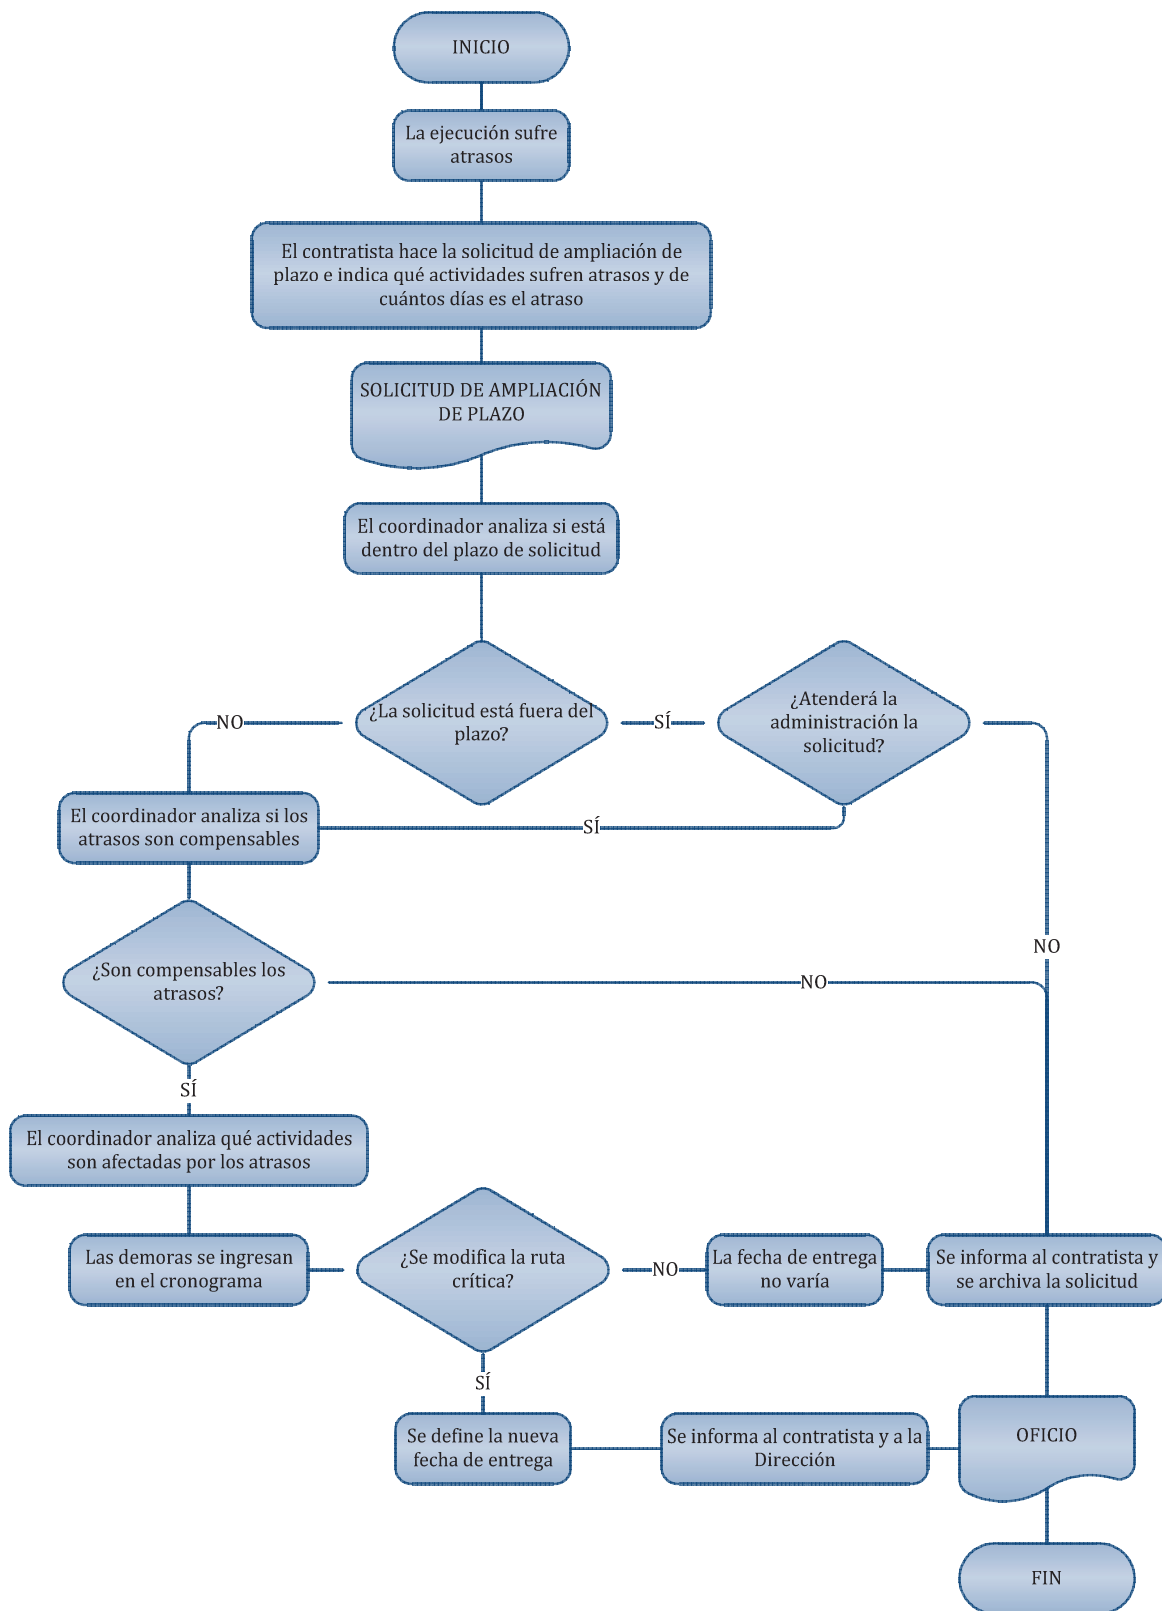 INICIO
La ejecución sufre
atrasos
El contratista hace la solicitud de ampliación de
plazo e indica qué actividades sufren atrasos y de
cuántos días es el atraso
SOLICITUD DE AMPLIACIÓN
DE PLAZO
El coordinador analiza si está
dentro del plazo de solicitud
¿La solicitud está fuera del
plazo?
NO
SÍ
¿Atenderá la
administración la
solicitud?
El coordinador analiza si los
atrasos son compensables
SÍ
NO
¿Son compensables los
atrasos?
NO
SÍ
El coordinador analiza qué actividades
son afectadas por los atrasos
Las demoras se ingresan
en el cronograma
¿Se modifica la ruta
crítica?
NO
La fecha de entrega
no varía
Se informa al contratista y
se archiva la solicitud
SÍ
Se define la nueva
fecha de entrega
Se informa al contratista y a la
Dirección
OFICIO
FIN